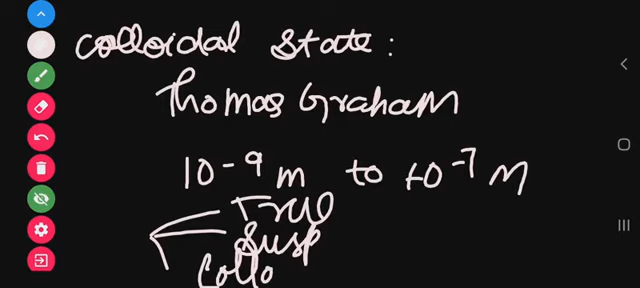 Colloidal State:
Thomas Graham
10⁻⁹ m to 10⁻⁷ m
True
Susp
Collo